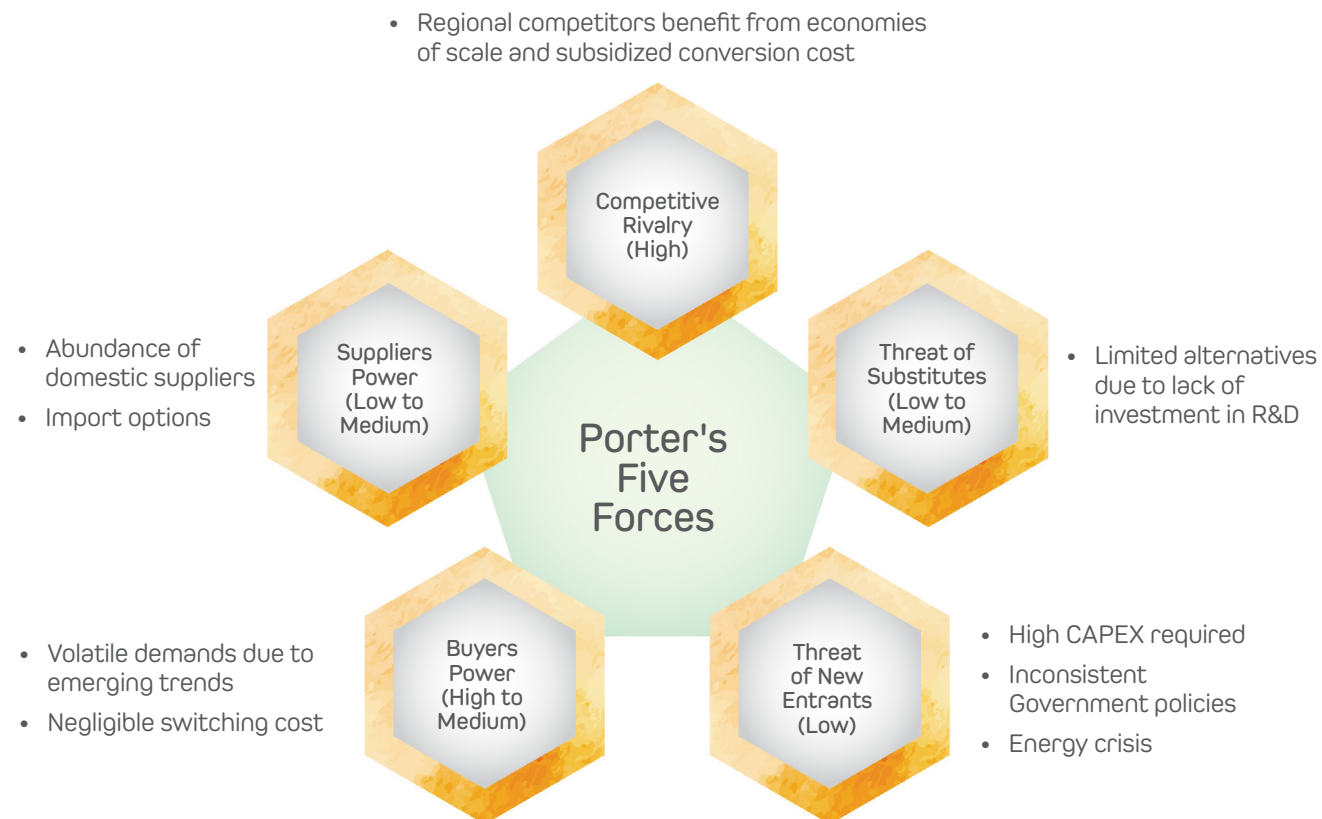 • Regional competitors benefit from economies
of scale and subsidized conversion cost
Competitive
Rivalry
(High)
• Abundance of
domestic suppliers
• Import options
Suppliers
Power
(Low to
Medium)
Threat of
Substitutes
(Low to
Medium)
• Limited alternatives
due to lack of
investment in R&D
Porter's
Five
Forces
• Volatile demands due to
emerging trends
• Negligible switching cost
Buyers
Power
(High to
Medium)
Threat
of New
Entrants
(Low)
• High CAPEX required
• Inconsistent
Government policies
• Energy crisis